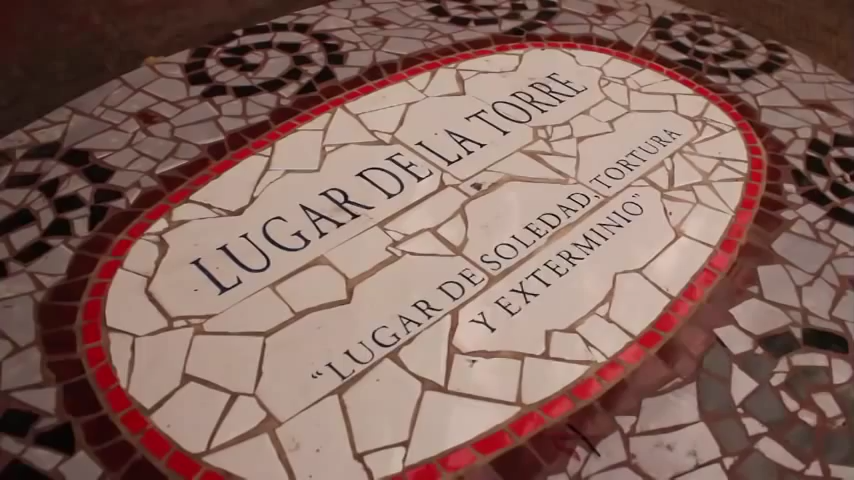 LUGAR DE LA TORRE
“LUGAR DE SOLEDAD, TORTURA
Y EXTERMINIO”